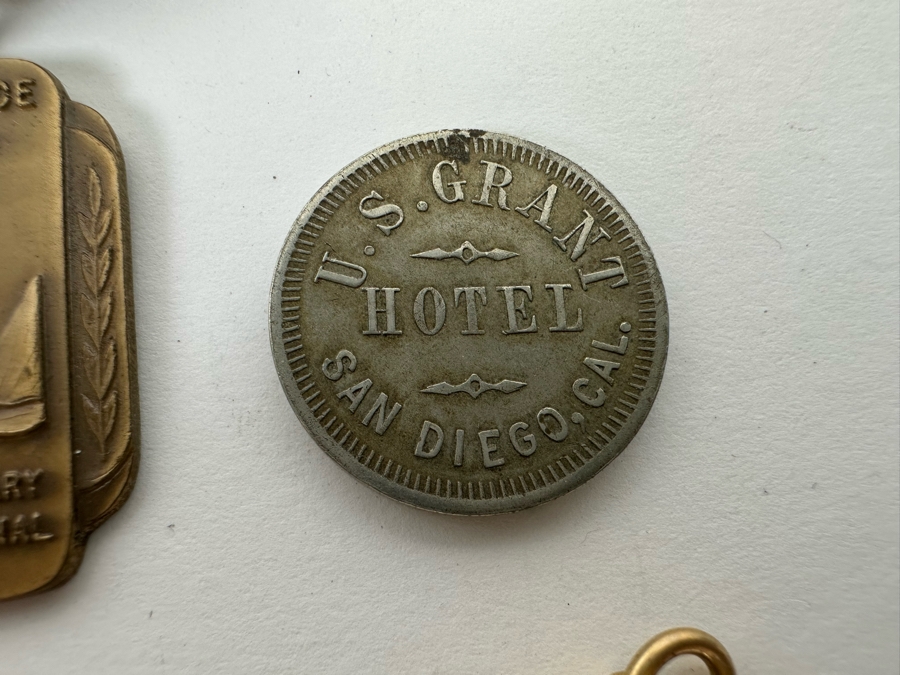 U.S. GRANT
HOTEL
SAN DIEGO, CAL.